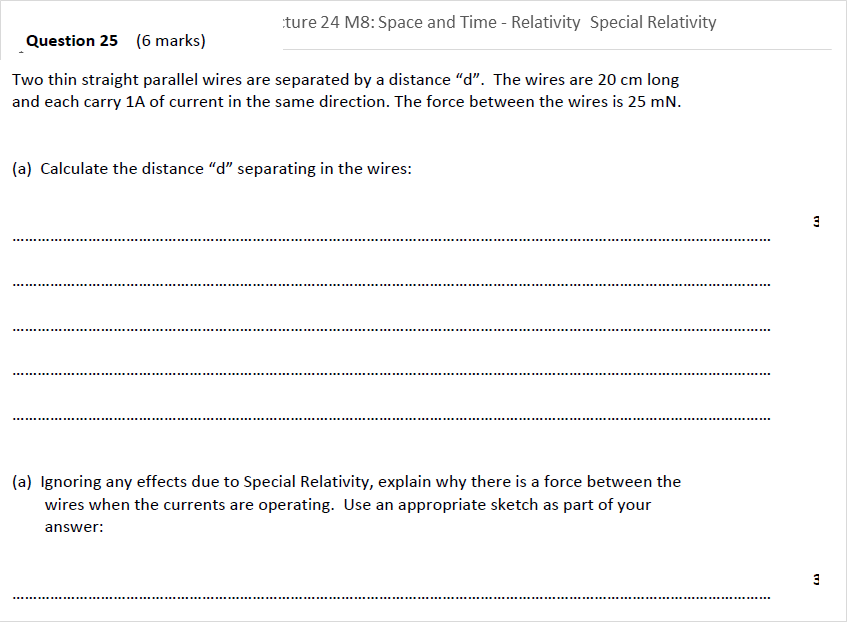 :ture 24 M8: Space and Time - Relativity Special Relativity
Question 25 (6 marks)
Two thin straight parallel wires are separated by a distance “d”. The wires are 20 cm long
and each carry 1A of current in the same direction. The force between the wires is 25 mN.
(a) Calculate the distance “d” separating in the wires:
3
(a) Ignoring any effects due to Special Relativity, explain why there is a force between the
wires when the currents are operating. Use an appropriate sketch as part of your
answer:
3